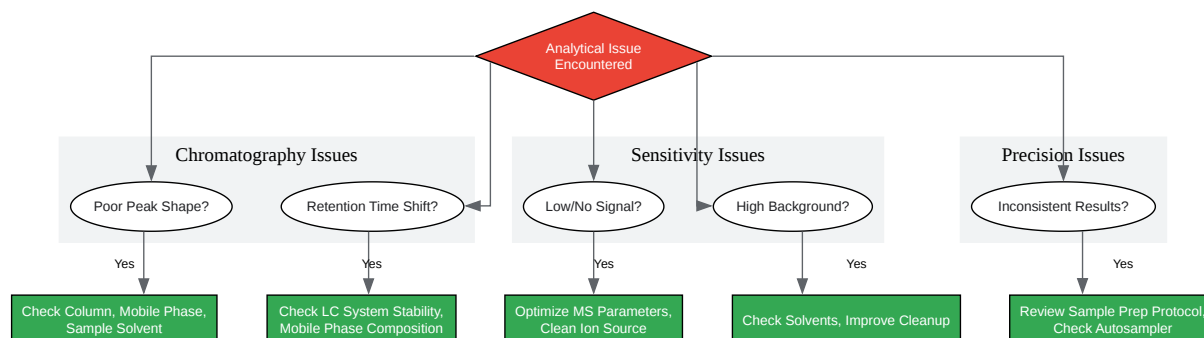 Analytical Issue
Encountered
Chromatography Issues
Sensitivity Issues
Precision Issues
Poor Peak Shape?
Retention Time Shift?
Low/No Signal?
High Background?
Inconsistent Results?
Yes
Yes
Yes
Yes
Yes
Check Column, Mobile Phase,
Sample Solvent
Check LC System Stability,
Mobile Phase Composition
Optimize MS Parameters,
Clean Ion Source
Check Solvents, Improve Cleanup
Review Sample Prep Protocol,
Check Autosampler